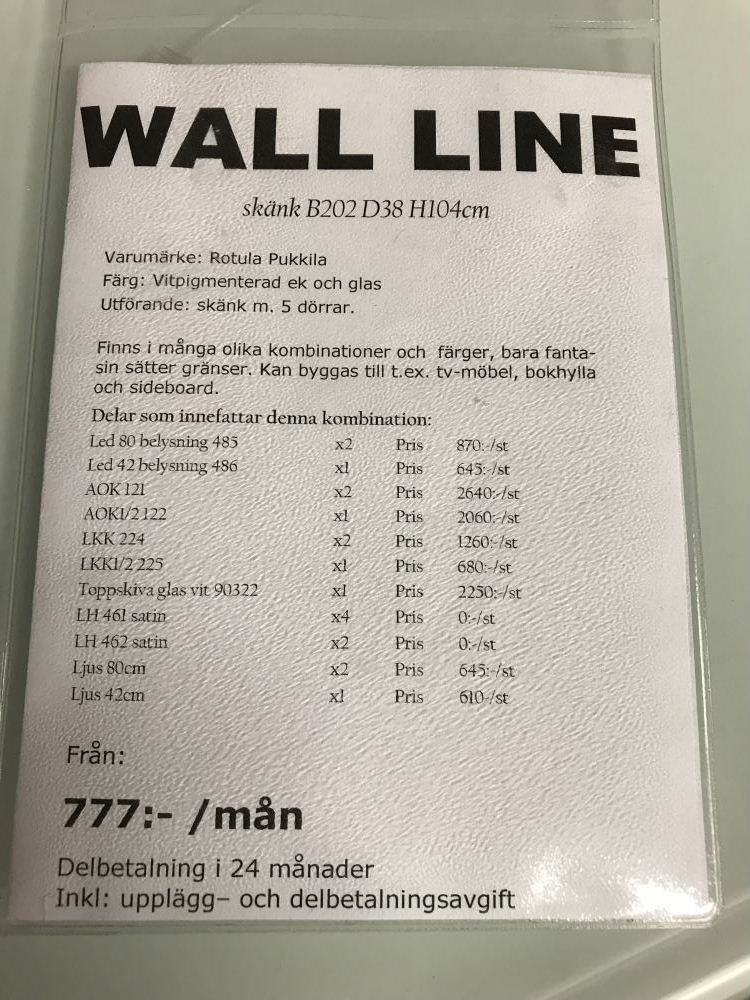 WALL LINE
skänk B202 D38 H104cm
Varumärke: Rotula Pukkila
Färg: Vitpigmenterad ek och glas
Utförande: skänk m. 5 dörrar.
Finns i många olika kombinationer och färger, bara fanta-
sin sätter gränser. Kan byggas till t.ex. tv-möbel, bokhylla
och sideboard.
Delar som innefattar denna kombination:
Led 80 belysning 485 x2 Pris 870:-/st
Led 42 belysning 486 x1 Pris 645:-/st
AOK 121 x2 Pris 2640:-/st
AOK1/2 122 x1 Pris 2060:-/st
LKK 224 x2 Pris 1260:-/st
LKK1/2 225 x1 Pris 680:-/st
Toppskiva glas vit 90322 x1 Pris 2250:-/st
LH 461 satin x4 Pris 0:-/st
LH 462 satin x2 Pris 0:-/st
Ljus 80cm x2 Pris 645:-/st
Ljus 42cm x1 Pris 610-/st
Från:
777:- /mån
Delbetalning i 24 månader
Inkl: upplägg– och delbetalningsavgift